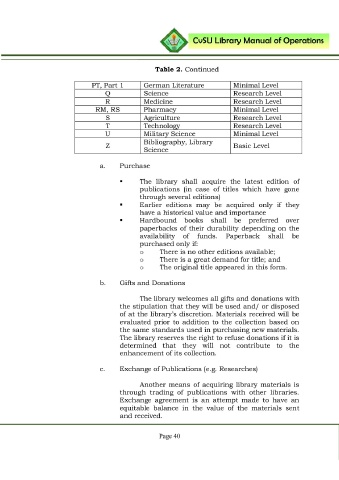 CvSU Library Manual of Operations
Table 2. Continued
PT, Part 1 German Literature Minimal Level
Q Science Research Level
R Medicine Research Level
RM, RS Pharmacy Minimal Level
S Agriculture Research Level
T Technology Research Level
U Military Science Minimal Level
Z Bibliography, Library Science Basic Level
a. Purchase
▪ The library shall acquire the latest edition of
publications (in case of titles which have gone
through several editions)
▪ Earlier editions may be acquired only if they
have a historical value and importance
▪ Hardbound books shall be preferred over
paperbacks of their durability depending on the
availability of funds. Paperback shall be
purchased only if:
o There is no other editions available;
o There is a great demand for title; and
o The original title appeared in this form.
b. Gifts and Donations
The library welcomes all gifts and donations with
the stipulation that they will be used and/ or disposed
of at the library's discretion. Materials received will be
evaluated prior to addition to the collection based on
the same standards used in purchasing new materials.
The library reserves the right to refuse donations if it is
determined that they will not contribute to the
enhancement of its collection.
c. Exchange of Publications (e.g. Researches)
Another means of acquiring library materials is
through trading of publications with other libraries.
Exchange agreement is an attempt made to have an
equitable balance in the value of the materials sent
and received.
Page 40